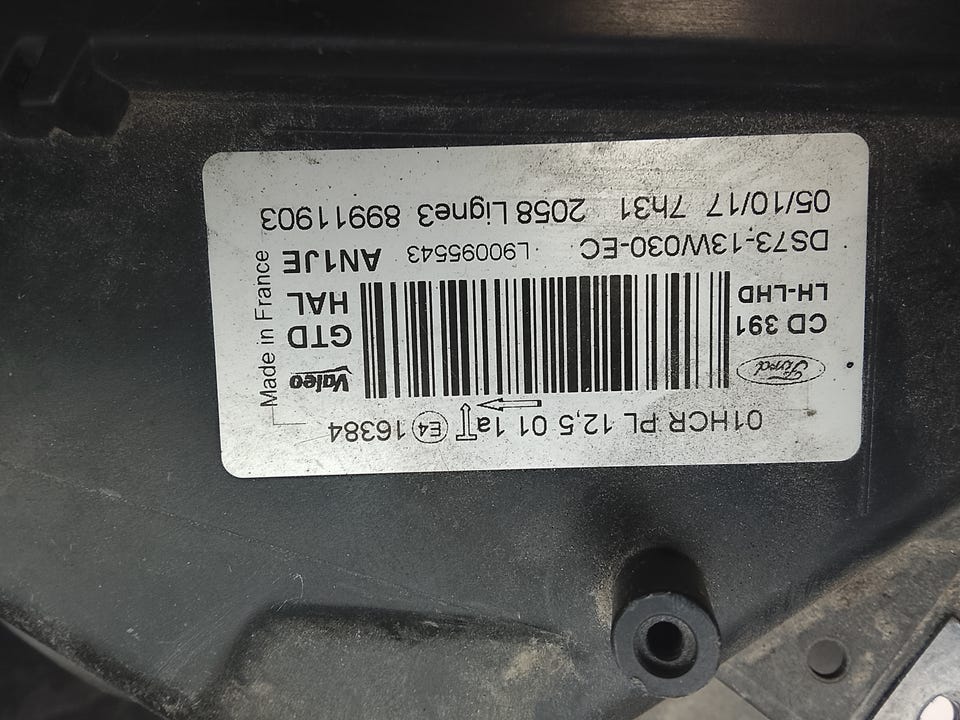 01HCR PL 12,5 01 1a E4 16384
Ford
Valeo
CD 391
GTD
LH-LHD
HAL
DS73-13W030-EC L90095543 AN1JE
05/10/17 7h31 2058 Ligne3 89911903
Made in France